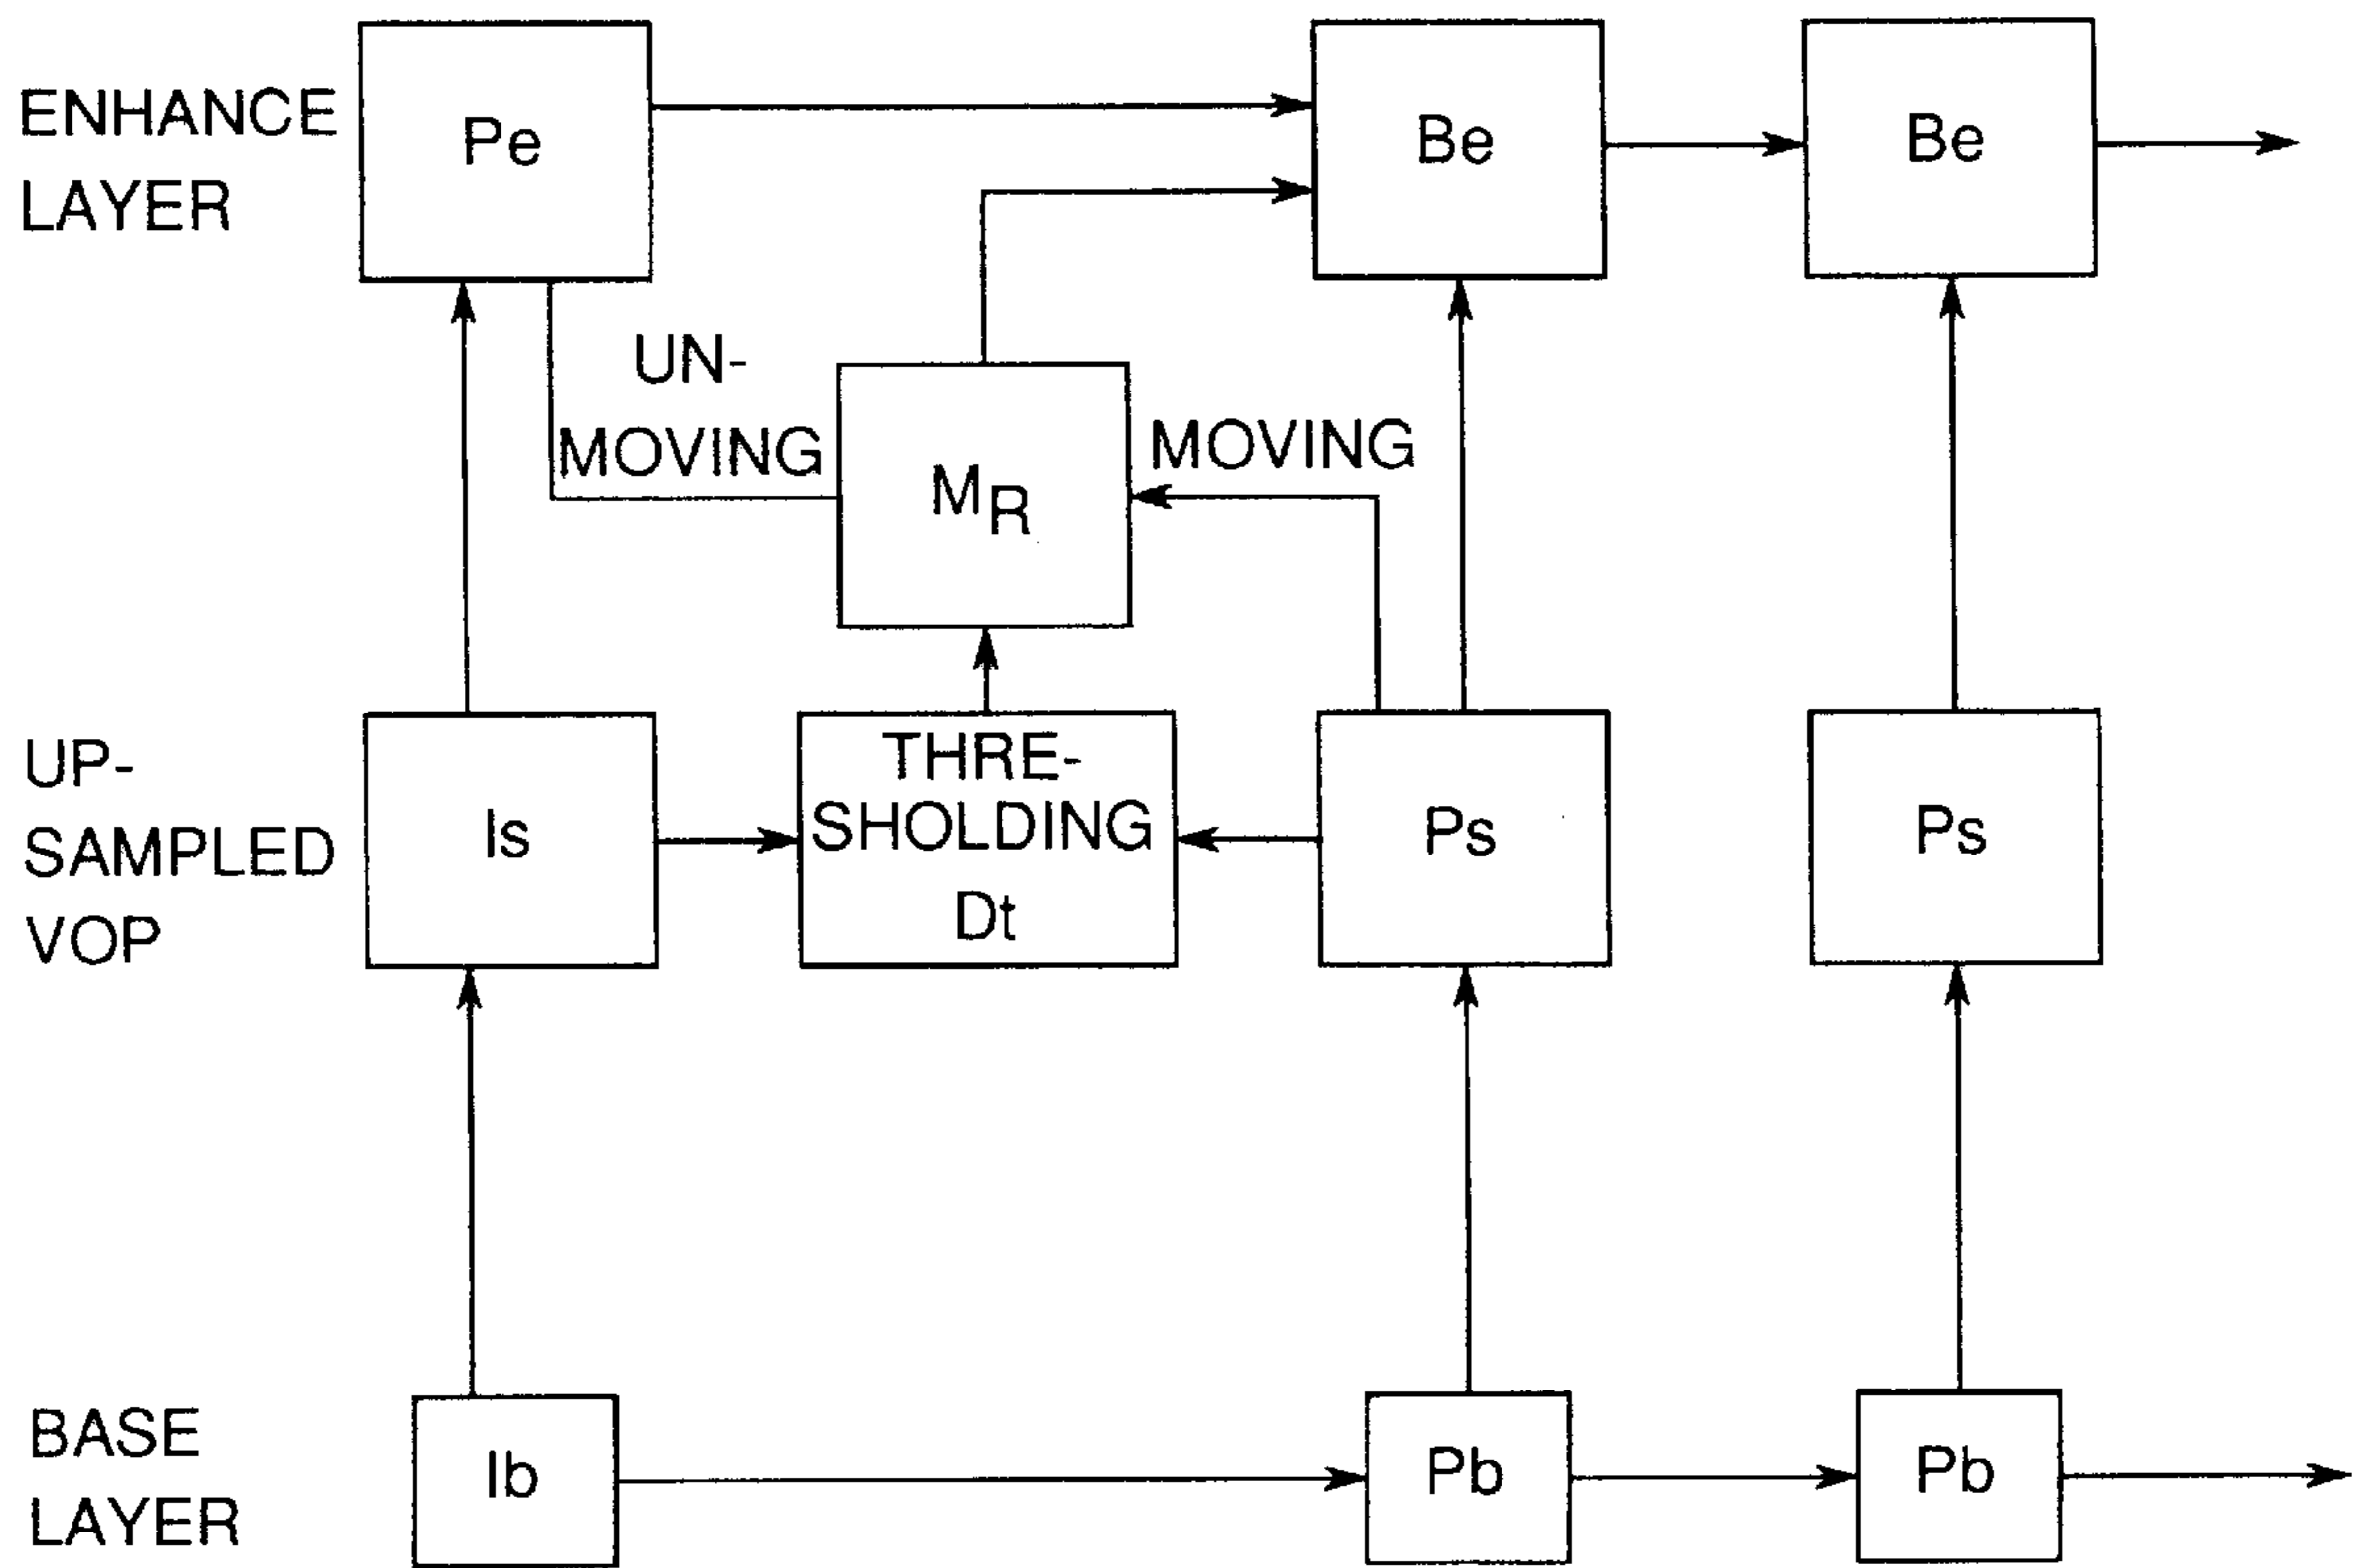 ENHANCE
LAYER
Pe
Be
Be
UN-
MOVING
MR
MOVING
UP-
SAMPLED
VOP
Is
THRE-
SHOLDING
Dt
Ps
Ps
BASE
LAYER
Ib
Pb
Pb